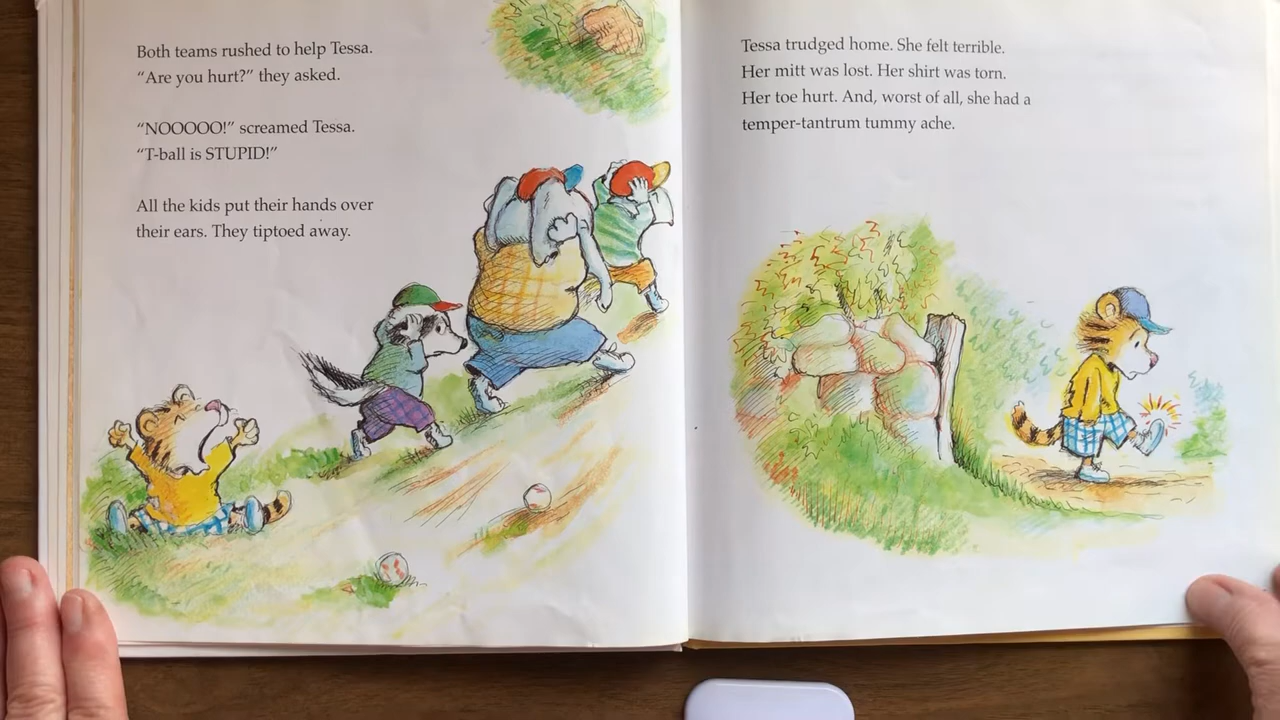 Both teams rushed to help Tessa.
“Are you hurt?” they asked.
“NOOOOO!” screamed Tessa.
“T-ball is STUPID!”
All the kids put their hands over
their ears. They tiptoed away.
Tessa trudged home. She felt terrible.
Her mitt was lost. Her shirt was torn.
Her toe hurt. And, worst of all, she had a
temper-tantrum tummy ache.